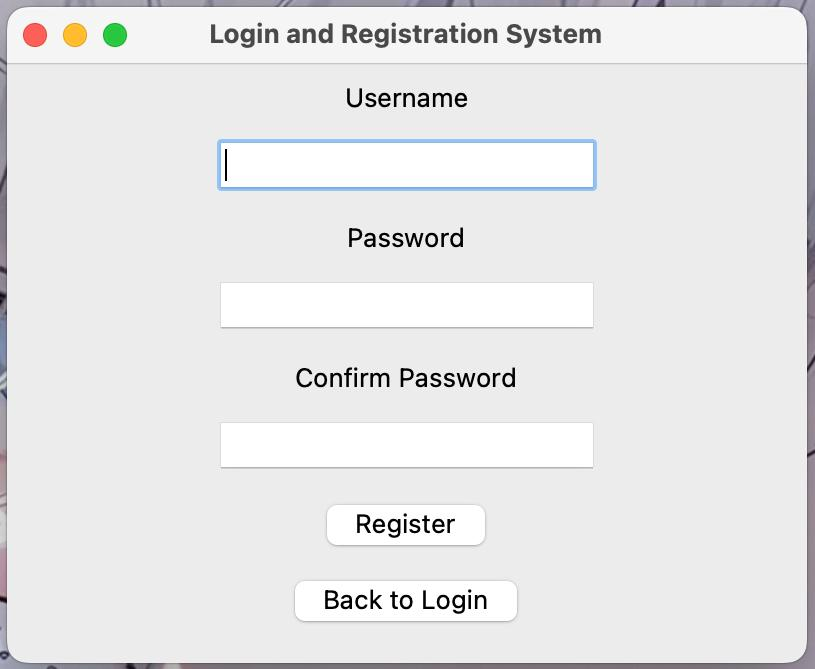 Login and Registration System
Username
Password
Confirm Password
Register
Back to Login